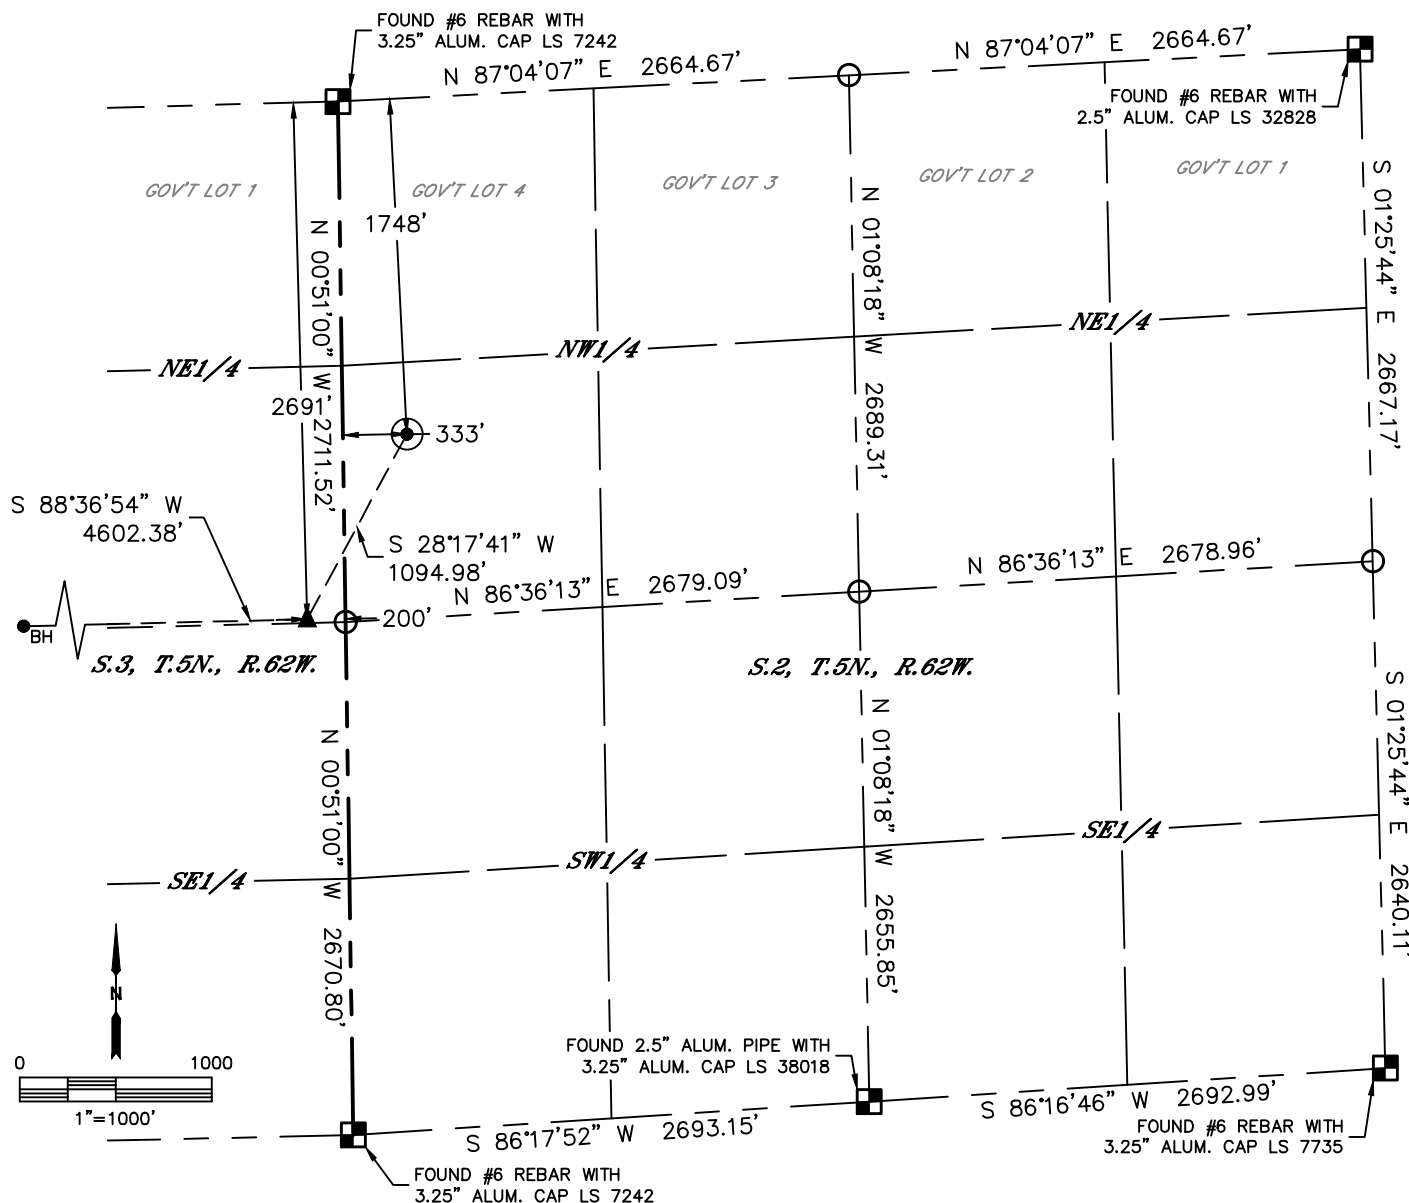 FOUND #6 REBAR WITH
3.25" ALUM. CAP LS 7242
N 87°04'07" E 2664.67'
N 87°04'07" E 2664.67'
FOUND #6 REBAR WITH
2.5" ALUM. CAP LS 32828
GOV'T LOT 1
GOV'T LOT 4
GOV'T LOT 3
GOV'T LOT 2
GOV'T LOT 1
1748'
N 00°51'00" W 2711.52'
N 01°08'18" W 2689.31'
S 01°25'44" E 2667.17'
NE1/4
NW1/4
NE1/4
2691'
333'
S 88°36'54" W
4602.38'
S 28°17'41" W
1094.98'
N 86°36'13" E 2679.09'
N 86°36'13" E 2678.96'
200'
BH
S.3, T.5N., R.62W.
S.2, T.5N., R.62W.
N 00°51'00" W 2670.80'
N 01°08'18" W 2655.85'
S 01°25'44" E 2640.11'
SE1/4
SW1/4
SE1/4
N
0 1000
1"=1000'
FOUND 2.5" ALUM. PIPE WITH
3.25" ALUM. CAP LS 38018
S 86°17'52" W 2693.15'
S 86°16'46" W 2692.99'
FOUND #6 REBAR WITH
3.25" ALUM. CAP LS 7735
FOUND #6 REBAR WITH
3.25" ALUM. CAP LS 7242